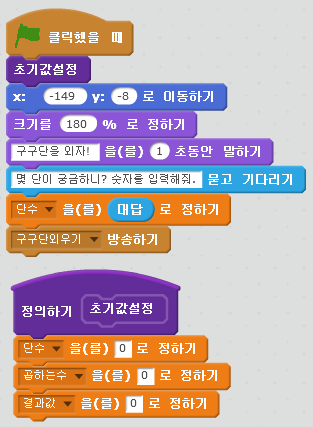 클릭했을 때
초기값설정
x: -149 y: -8 로 이동하기
크기를 180 % 로 정하기
구구단을 외자! 을(를) 1 초동안 말하기
몇 단이 궁금하니? 숫자를 입력해줘. 묻고 기다리기
단수 을(를) 대답 로 정하기
구구단외우기 방송하기
정의하기 초기값설정
단수 을(를) 0 로 정하기
곱하는수 을(를) 0 로 정하기
결과값 을(를) 0 로 정하기